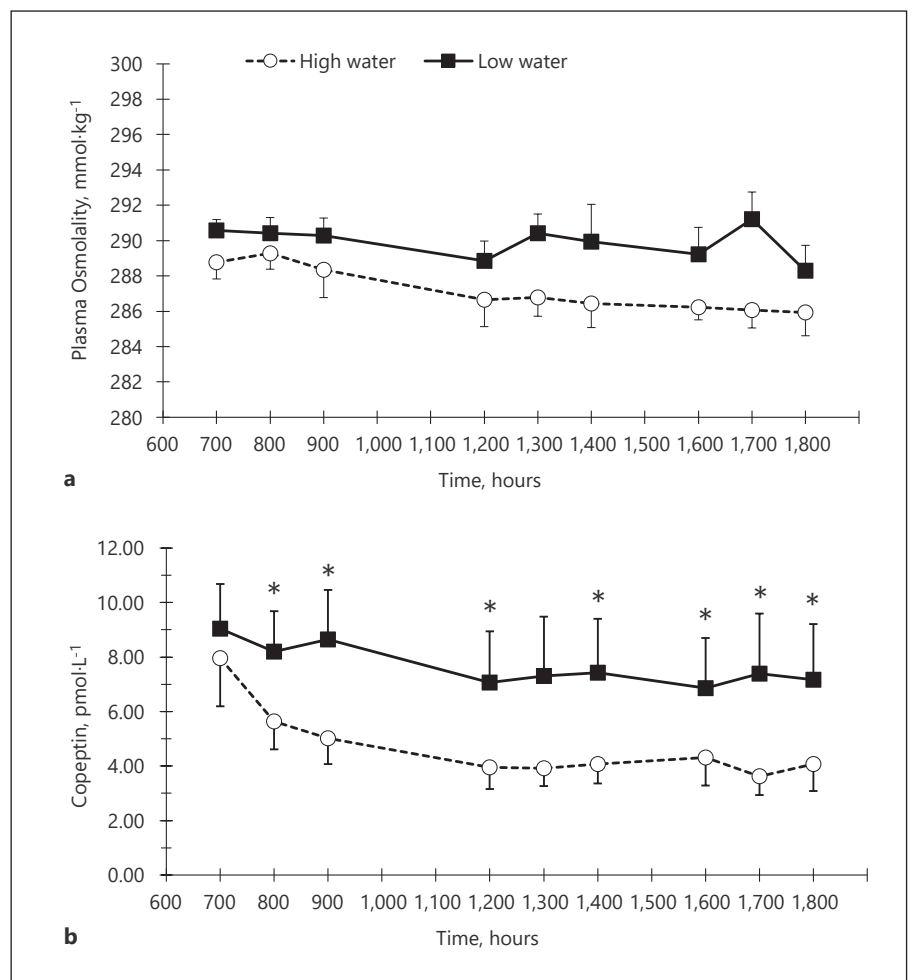 High water Low water
300
298
296
294
292
290
288
286
284
282
280
Plasma Osmolality, mmol·kg-1
600 700 800 900 1,000 1,100 1,200 1,300 1,400 1,500 1,600 1,700 1,800
Time, hours
a
12.00
10.00
8.00
6.00
4.00
2.00
0.00
Copeptin, pmol·L-1
* * * * * * *
600 700 800 900 1,000 1,100 1,200 1,300 1,400 1,500 1,600 1,700 1,800
Time, hours
b